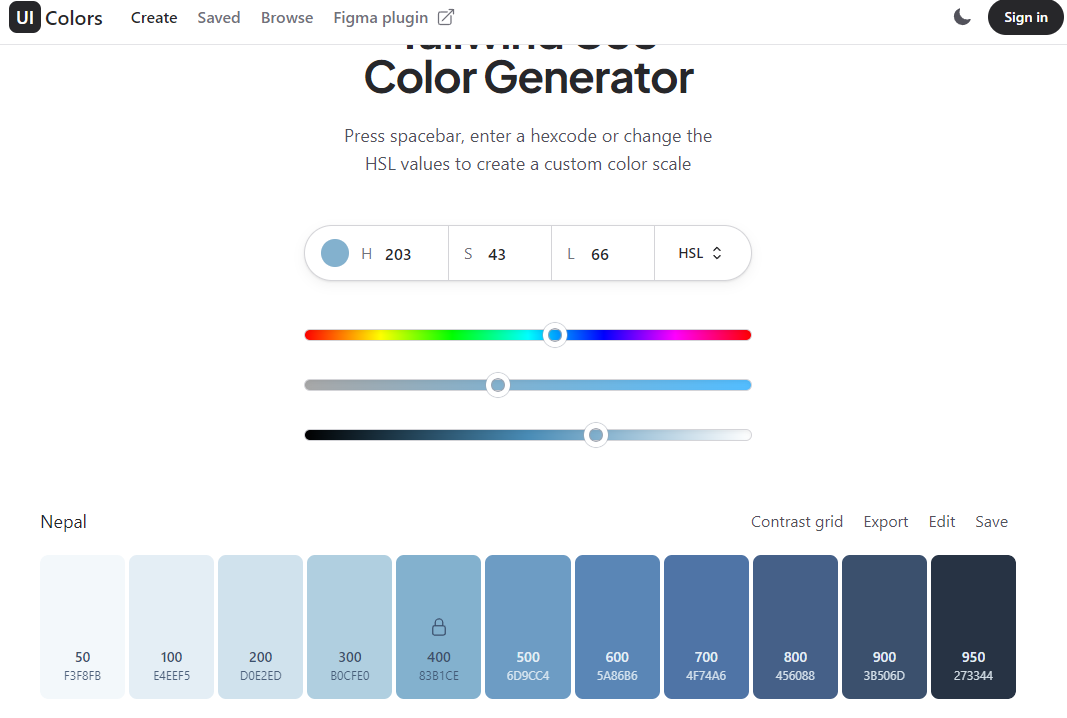 UI Colors Create Saved Browse Figma plugin Sign in
Tailwind CSS
Color Generator
Press spacebar, enter a hexcode or change the
HSL values to create a custom color scale
H 203 S 43 L 66 HSL
Nepal Contrast grid Export Edit Save
50 100 200 300 400 500 600 700 800 900 950
F3F8FB E4EEF5 D0E2ED B0CFE0 83B1CE 6D9CC4 5A86B6 4F74A6 456088 3B506D 273344